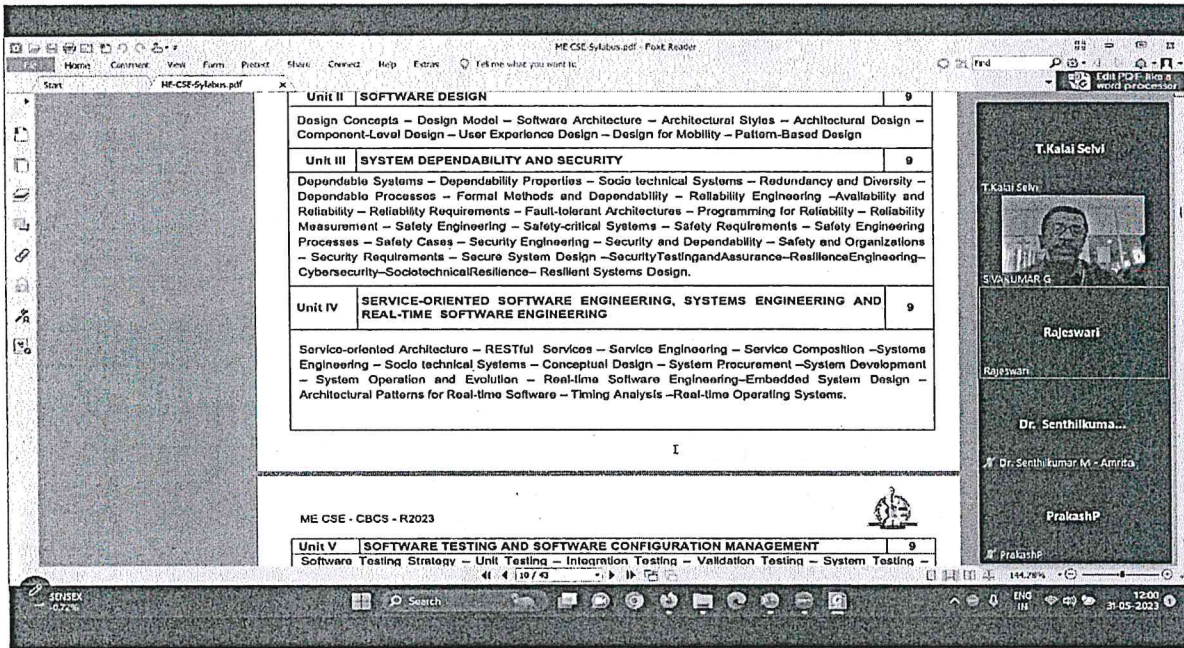 ME-CSE-Sylabus.pdf - Foxit Reader
Home Comment View Form Protect Share Connect Help Extras Tell me what you want to
Find
Start ME-CSE-Sylabus.pdf
Edit PDF like a
word processor
Unit II SOFTWARE DESIGN 9
Design Concepts – Design Model – Software Architecture – Architectural Styles – Architectural Design –
Component-Level Design – User Experience Design – Design for Mobility – Pattern-Based Design
Unit III SYSTEM DEPENDABILITY AND SECURITY 9
Dependable Systems – Dependability Properties – Socio technical Systems – Redundancy and Diversity –
Dependable Processes – Formal Methods and Dependability – Reliability Engineering –Availability and
Reliability – Reliability Requirements – Fault-tolerant Architectures – Programming for Reliability – Reliability
Measurement – Safety Engineering – Safety-critical Systems – Safety Requirements – Safety Engineering
Processes – Safety Cases – Security Engineering – Security and Dependability – Safety and Organizations
– Security Requirements – Secure System Design –SecurityTestingandAssurance–ResilienceEngineering–
Cybersecurity–SociotechnicalResilience– Resilient Systems Design.
Unit IV SERVICE-ORIENTED SOFTWARE ENGINEERING, SYSTEMS ENGINEERING AND
REAL-TIME SOFTWARE ENGINEERING 9
Service-oriented Architecture – RESTful Services – Service Engineering – Service Composition –Systems
Engineering – Socio technical Systems – Conceptual Design – System Procurement –System Development
– System Operation and Evolution – Real-time Software Engineering–Embedded System Design –
Architectural Patterns for Real-time Software – Timing Analysis –Real-time Operating Systems.
ME CSE - CBCS - R2023
Unit V SOFTWARE TESTING AND SOFTWARE CONFIGURATION MANAGEMENT 9
Software Testing Strategy – Unit Testing – Integration Testing – Validation Testing – System Testing –
10 / 43
144.78%
T.Kalai Selvi
T.Kalai Selvi
SIVAKUMAR G
Rajeswari
Rajeswari
Dr. Senthilkuma...
Dr. Senthilkumar M - Amrita
PrakashP
PrakashP
SENSEX
-0.72%
Search
ENG
IN
12:00
31-05-2023